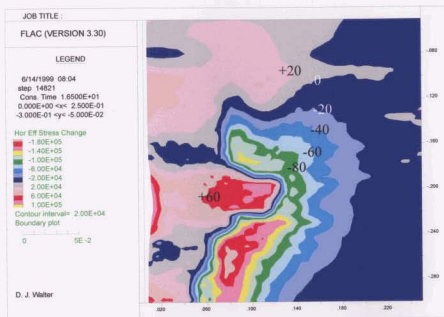 JOB TITLE :
FLAC (VERSION 3.30)
LEGEND
6/14/1999 08:04
step 14821
Cons. Time 1.6500E+01
0.000E+00 <x< 2.500E-01
-3.000E-01 <y< -5.000E-02
Hor Eff Stress Change
-1.80E+05
-1.40E+05
-1.00E+05
-6.00E+04
-2.00E+04
2.00E+04
6.00E+04
1.00E+05
Contour interval= 2.00E+04
Boundary plot
0 5E -2
D. J. Walter
+20
0
-20
-40
-60
-80
+60
-.080
-.120
-.160
-.200
-.240
-.280
.020 .060 .100 .140 .180 .220